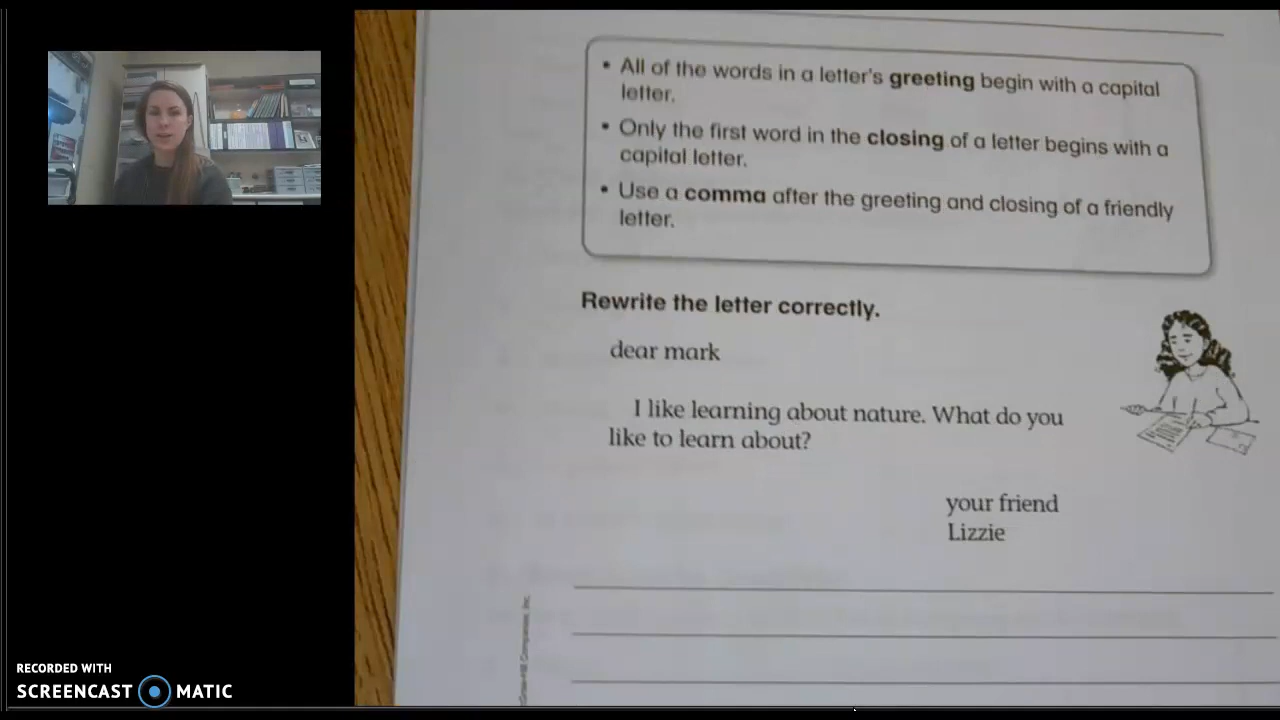 • All of the words in a letter's greeting begin with a capital
letter.
• Only the first word in the closing of a letter begins with a
capital letter.
• Use a comma after the greeting and closing of a friendly
letter.
Rewrite the letter correctly.
dear mark
I like learning about nature. What do you
like to learn about?
your friend
Lizzie
RECORDED WITH
SCREENCAST MATIC